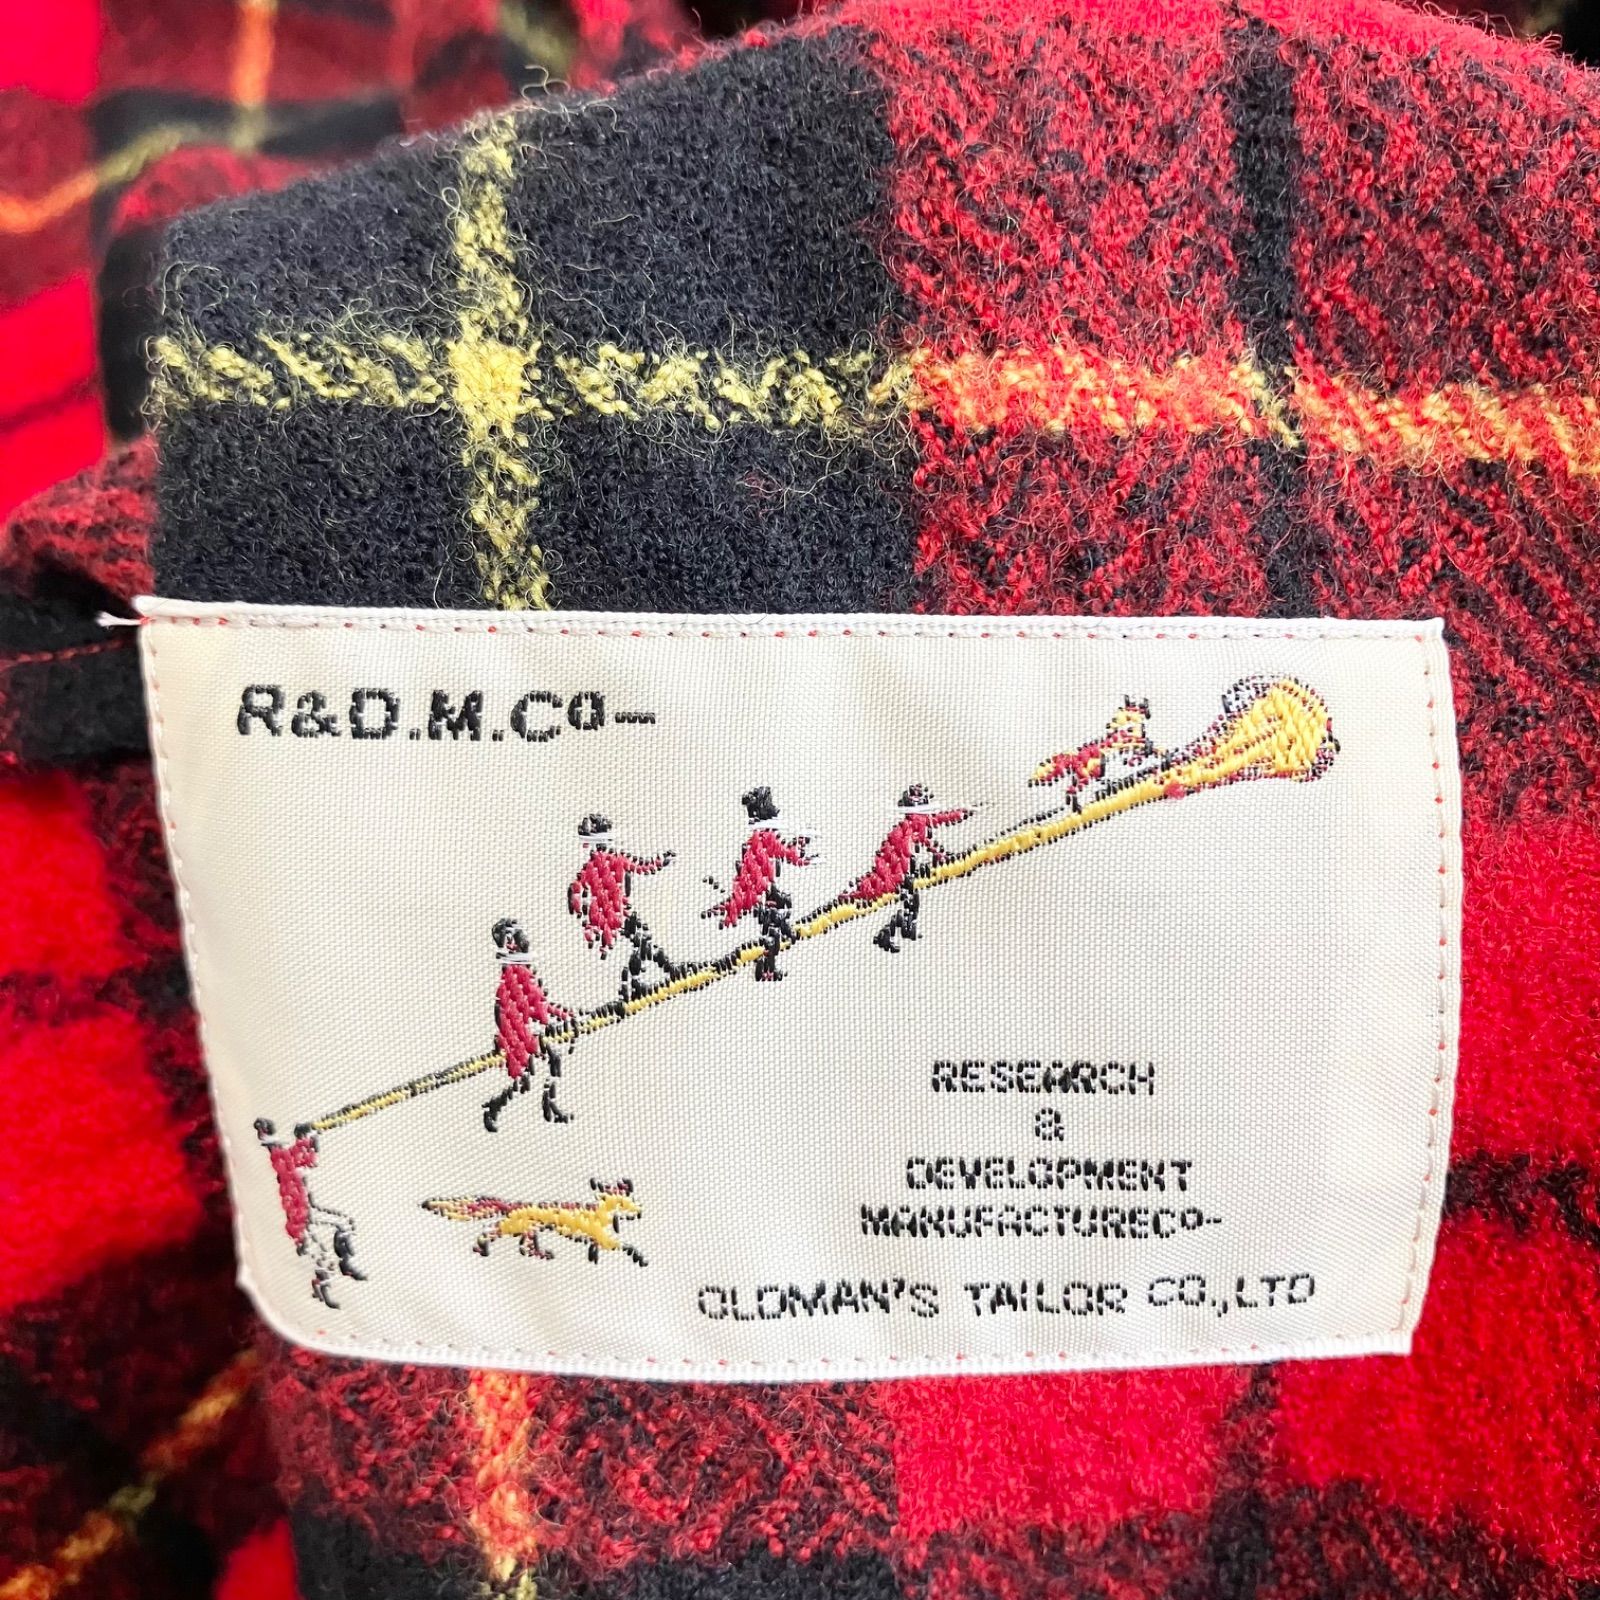 R&D.M.Co-
RESEARCH
&
DEVELOPMENT
MANUFACTURECo-
OLDMAN'S TAILOR CO.,LTD